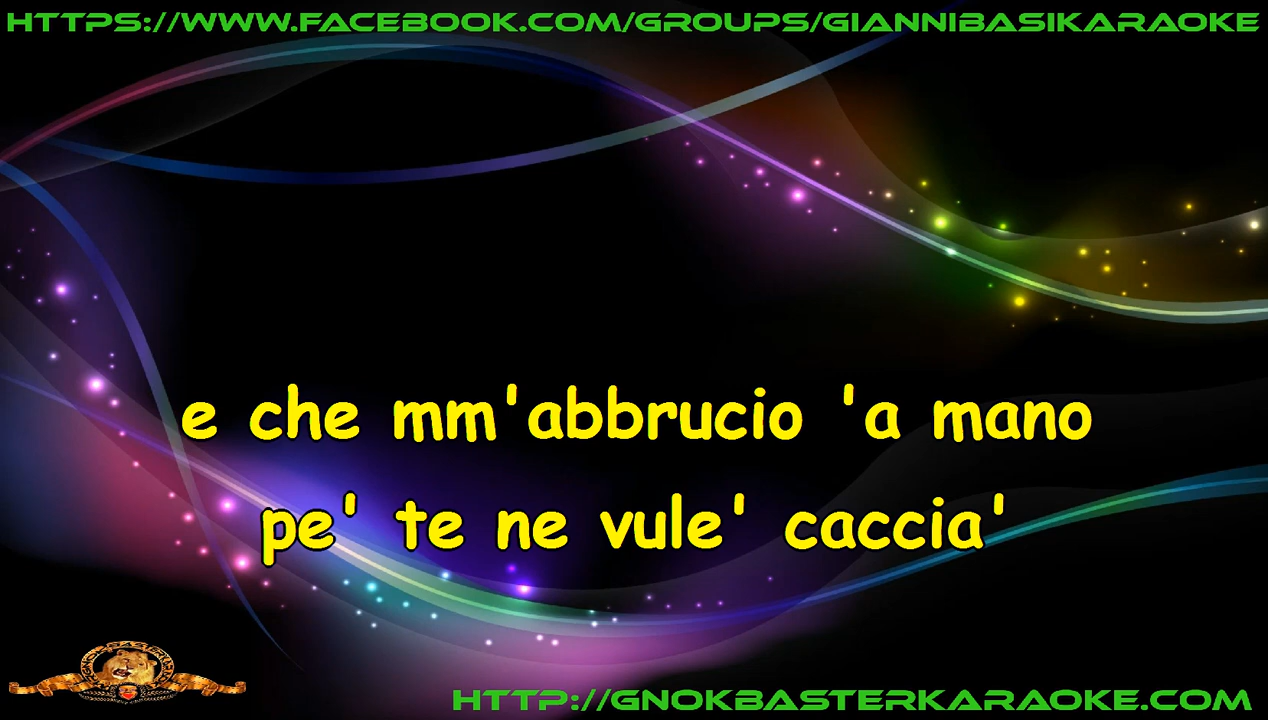 HTTPS://WWW.FACEBOOK.COM/GROUPS/GIANNIBASIKARAOKE
e che mm'abbrucio 'a mano
pe' te ne vule' caccia'
HTTP://GNOKBASTERKARAOKE.COM